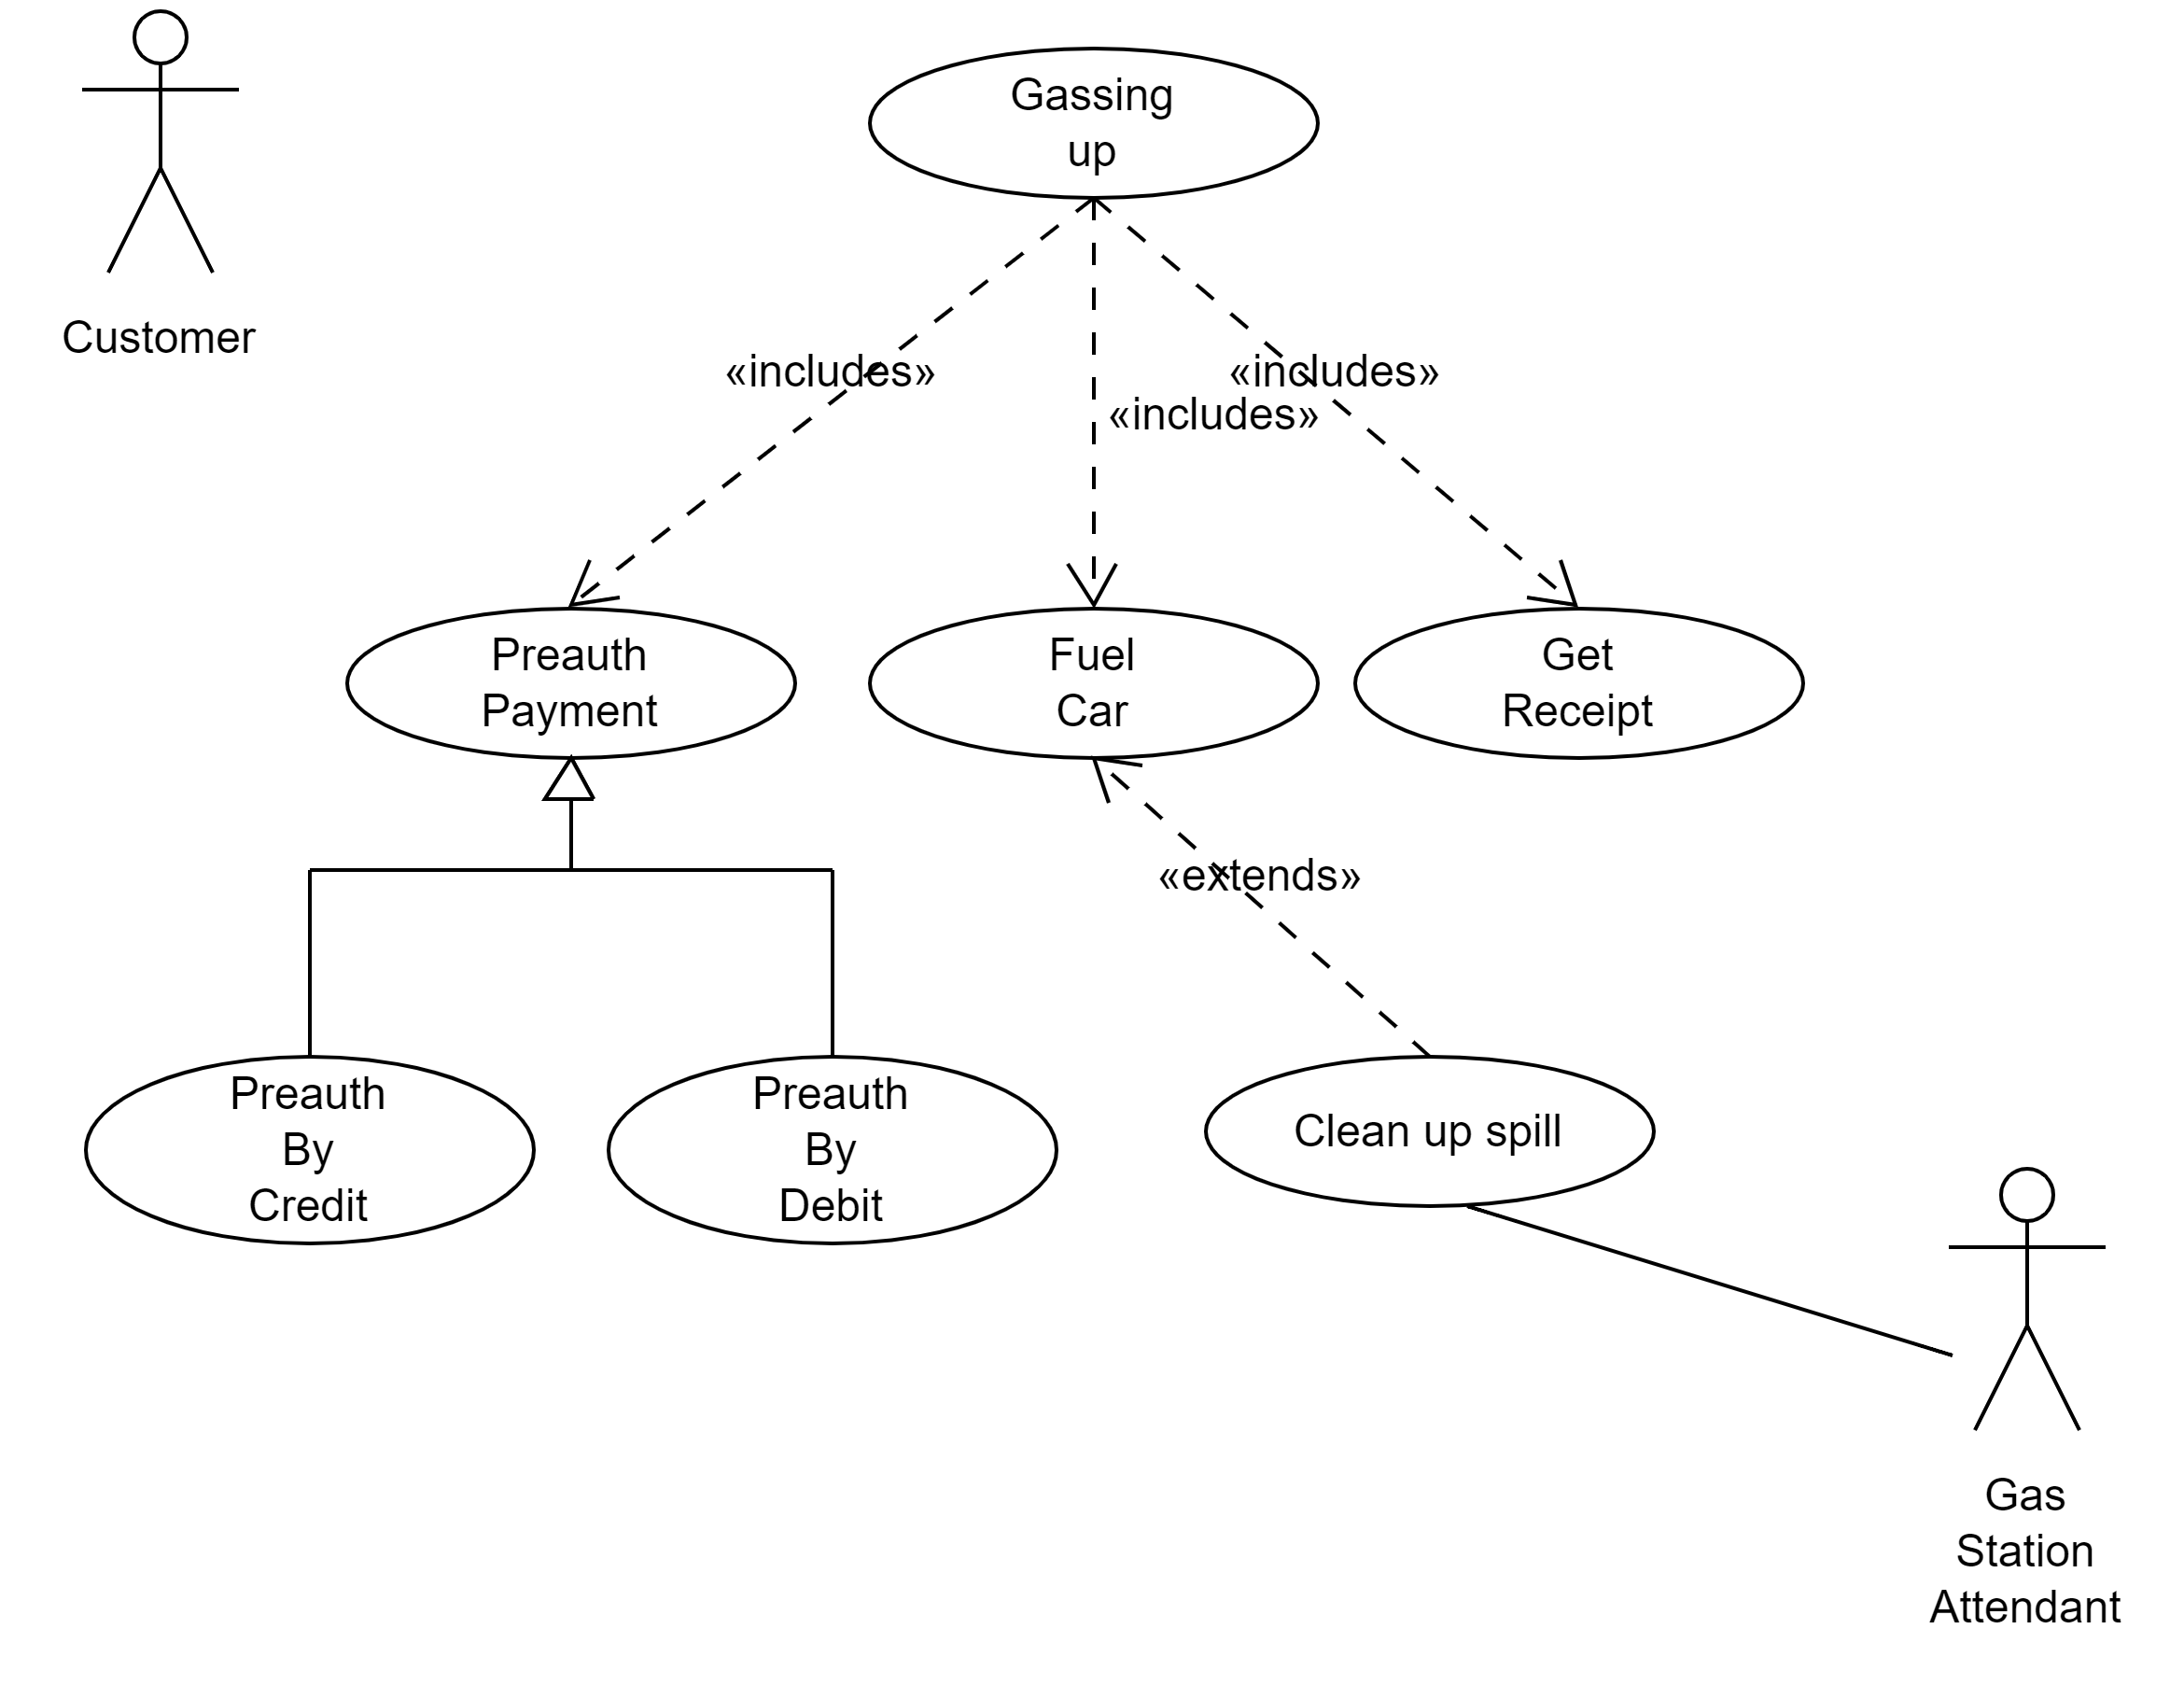 Gassing
up
Customer
«includes»
«includes»
«includes»
Preauth
Payment
Fuel
Car
Get
Receipt
«extends»
Preauth
By
Credit
Preauth
By
Debit
Clean up spill
Gas
Station
Attendant